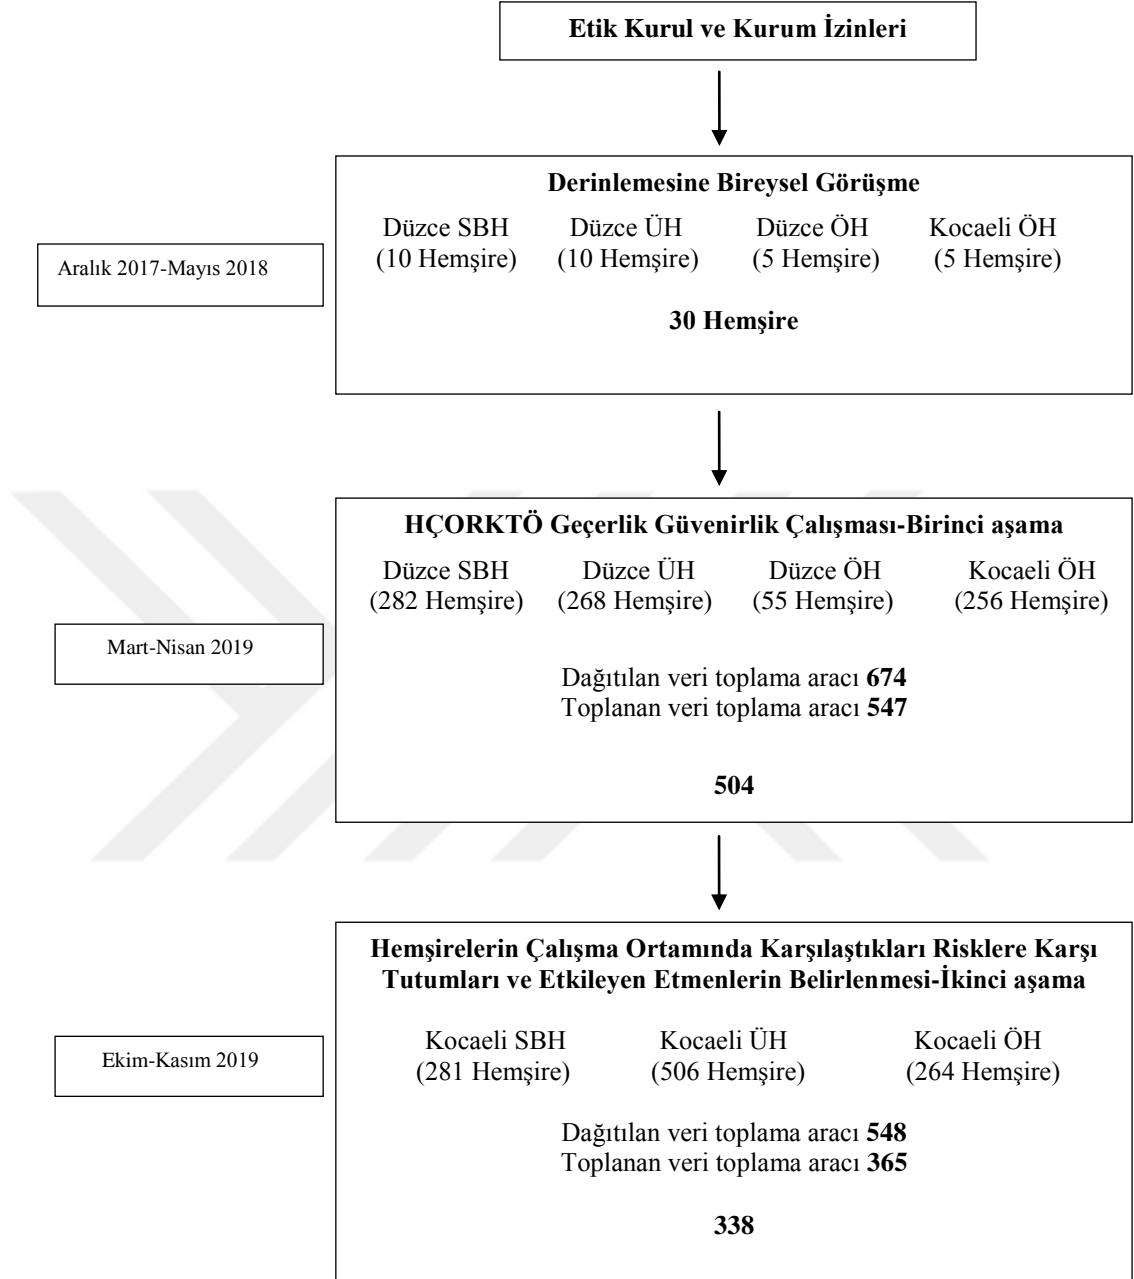 Etik Kurul ve Kurum İzinleri
Derinlemesine Bireysel Görüşme
Düzce SBH Düzce ÜH Düzce ÖH Kocaeli ÖH
(10 Hemşire) (10 Hemşire) (5 Hemşire) (5 Hemşire)
Aralık 2017-Mayıs 2018
30 Hemşire
HÇORKTÖ Geçerlik Güvenirlik Çalışması-Birinci aşama
Düzce SBH Düzce ÜH Düzce ÖH Kocaeli ÖH
(282 Hemşire) (268 Hemşire) (55 Hemşire) (256 Hemşire)
Mart-Nisan 2019
Dağıtılan veri toplama aracı 674
Toplanan veri toplama aracı 547
504
Hemşirelerin Çalışma Ortamında Karşılaştıkları Risklere Karşı
Tutumları ve Etkileyen Etmenlerin Belirlenmesi-İkinci aşama
Kocaeli SBH Kocaeli ÜH Kocaeli ÖH
(281 Hemşire) (506 Hemşire) (264 Hemşire)
Ekim-Kasım 2019
Dağıtılan veri toplama aracı 548
Toplanan veri toplama aracı 365
338